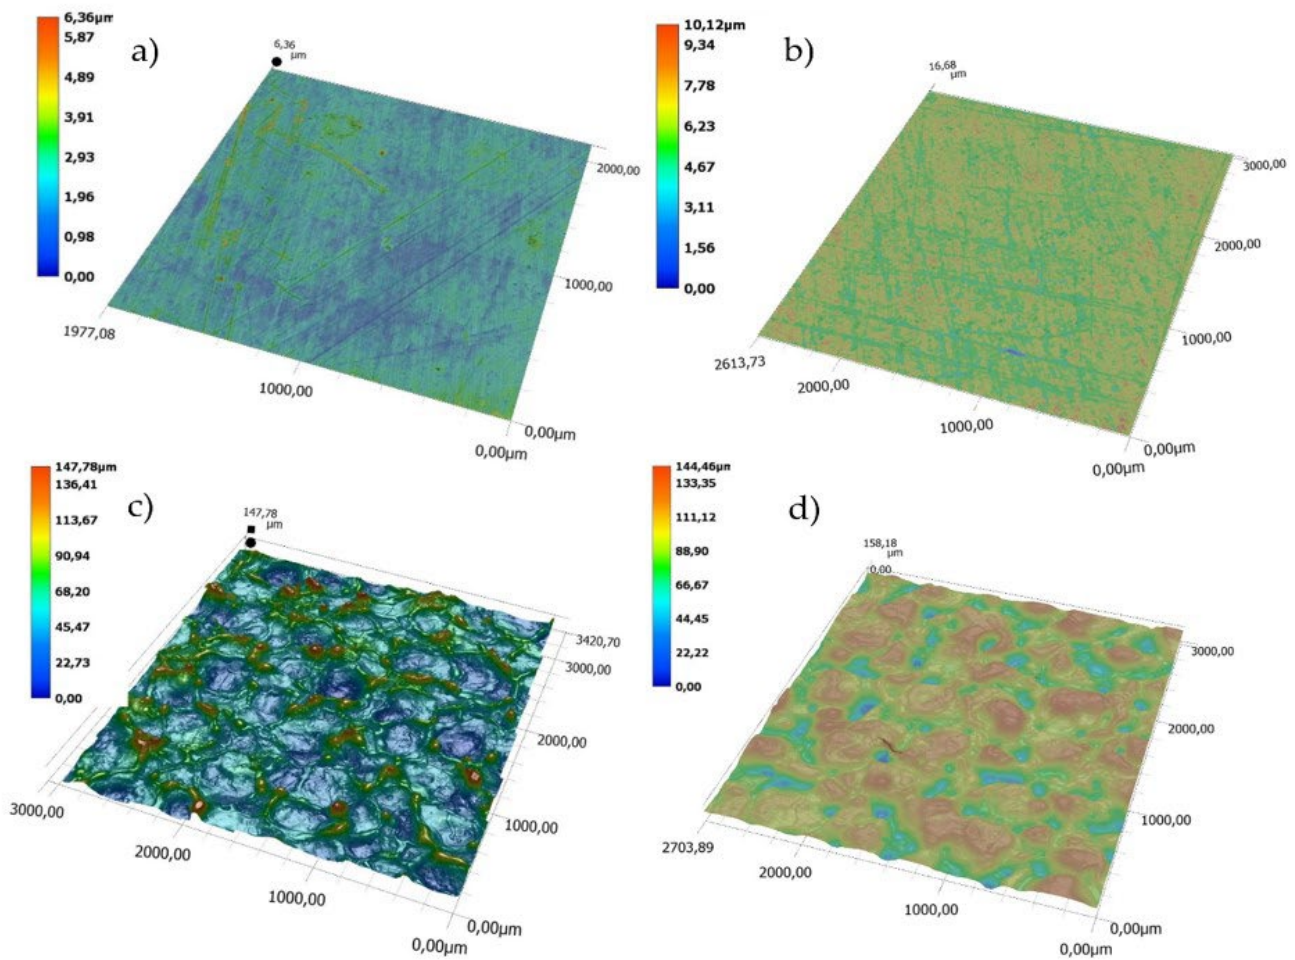 6,36µm
5,87
4,89
3,91
2,93
1,96
0,98
0,00
a)
6,36
µm
2000,00
1000,00
0,00µm
0,00µm
1000,00
1977,08
10,12µm
9,34
7,78
6,23
4,67
3,11
1,56
0,00
b)
16,68
µm
3000,00
2000,00
1000,00
0,00µm
0,00µm
1000,00
2000,00
2613,73
147,78µm
136,41
113,67
90,94
68,20
45,47
22,73
0,00
c)
147,78
µm
3420,70
3000,00
2000,00
1000,00
0,00µm
0,00µm
1000,00
2000,00
3000,00
144,46µm
133,35
111,12
88,90
66,67
44,45
22,22
0,00
d)
158,18
µm
0,00
3000,00
2000,00
1000,00
0,00µm
0,00µm
1000,00
2000,00
2703,89